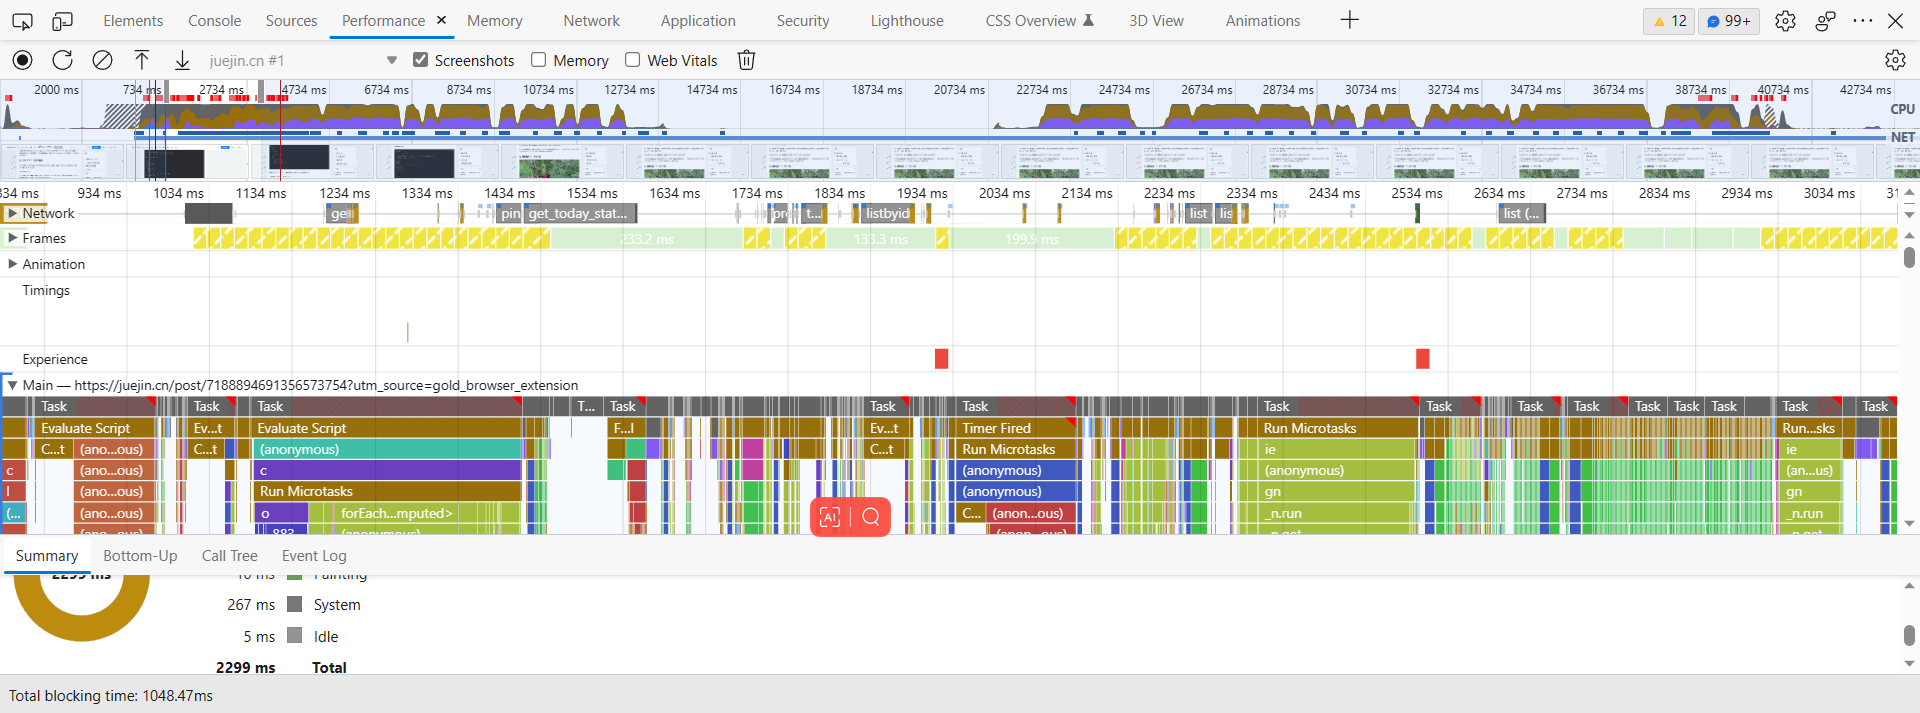 Elements Console Sources Performance Memory Network Application Security Lighthouse CSS Overview 3D View Animations 12 99+
juejin.cn #1 Screenshots Memory Web Vitals
2000 ms 734 ms 2734 ms 4734 ms 6734 ms 8734 ms 10734 ms 12734 ms 14734 ms 16734 ms 18734 ms 20734 ms 22734 ms 24734 ms 26734 ms 28734 ms 30734 ms 32734 ms 34734 ms 36734 ms 38734 ms 40734 ms 42734 ms
CPU
NET
834 ms 934 ms 1034 ms 1134 ms 1234 ms 1334 ms 1434 ms 1534 ms 1634 ms 1734 ms 1834 ms 1934 ms 2034 ms 2134 ms 2234 ms 2334 ms 2434 ms 2534 ms 2634 ms 2734 ms 2834 ms 2934 ms 3034 ms 31
Network ge pin get_today_stat... pr t... listbyid list lis list (...
Frames 233.2 ms 133.3 ms 199.9 ms
Animation
Timings
Experience
Main — https://juejin.cn/post/7188894691356573754?utm_source=gold_browser_extension
Task Task Task T... Task Task Task Task Task Task Task Task Task Task Task Task
Evaluate Script Ev...t Evaluate Script F...l Ev...t Timer Fired Run Microtasks Run...sks
C...t (ano...ous) C...t (anonymous) C...t Run Microtasks ie ie
c (ano...ous) c (anonymous) (anonymous) (an...us)
l (ano...ous) Run Microtasks (anonymous) gn gn
(... (ano...ous) o forEach...mputed> AI C... (anon...ous) _n.run _n.run
(ano...ous) 883 (anonymous) (anon...ous) _n.get _n.get
Summary Bottom-Up Call Tree Event Log
2299 ms 10 ms Painting
267 ms System
5 ms Idle
2299 ms Total
Total blocking time: 1048.47ms